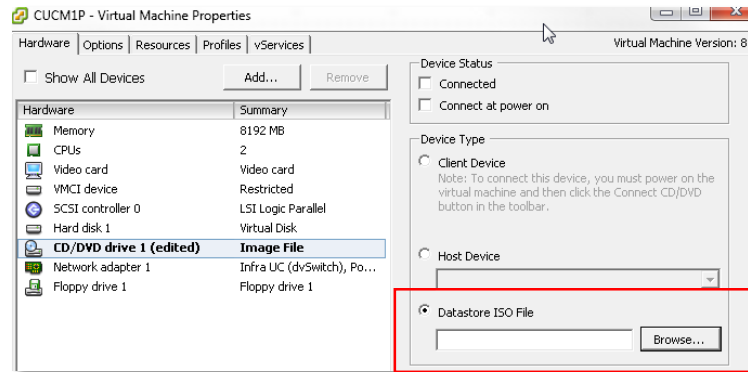 CUCM1P - Virtual Machine Properties
Hardware Options Resources Profiles vServices
Virtual Machine Version: 8
Show All Devices
Add...
Remove
Hardware Summary
Memory 8192 MB
CPUs 2
Video card Video card
VMCI device Restricted
SCSI controller 0 LSI Logic Parallel
Hard disk 1 Virtual Disk
CD/DVD drive 1 (edited) Image File
Network adapter 1 Infra UC (dvSwitch), Po...
Floppy drive 1 Floppy drive 1
Device Status
Connected
Connect at power on
Device Type
Client Device
Note: To connect this device, you must power on the
virtual machine and then click the Connect CD/DVD
button in the toolbar.
Host Device
Datastore ISO File
Browse...